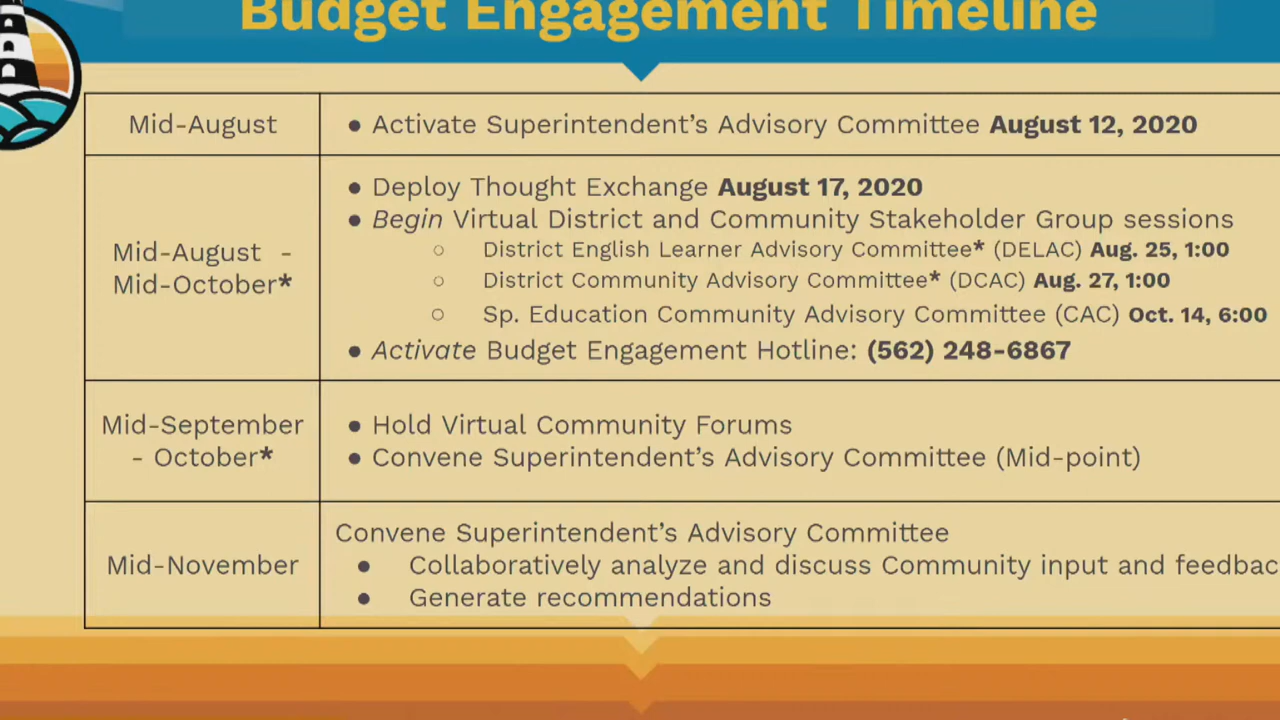 Budget Engagement Timeline
Mid-August
● Activate Superintendent's Advisory Committee August 12, 2020
Mid-August -
Mid-October*
● Deploy Thought Exchange August 17, 2020
● Begin Virtual District and Community Stakeholder Group sessions
○ District English Learner Advisory Committee* (DELAC) Aug. 25, 1:00
○ District Community Advisory Committee* (DCAC) Aug. 27, 1:00
○ Sp. Education Community Advisory Committee (CAC) Oct. 14, 6:00
● Activate Budget Engagement Hotline: (562) 248-6867
Mid-September
- October*
● Hold Virtual Community Forums
● Convene Superintendent's Advisory Committee (Mid-point)
Mid-November
Convene Superintendent's Advisory Committee
● Collaboratively analyze and discuss Community input and feedbac
● Generate recommendations